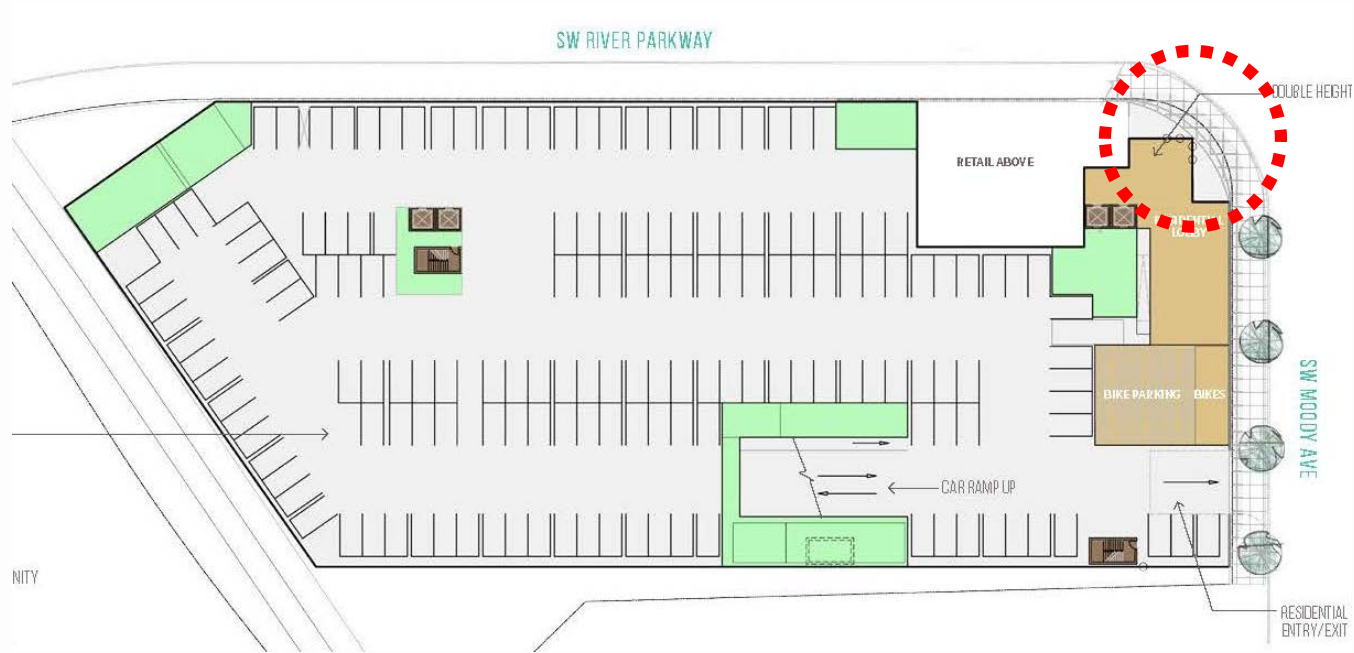 SW RIVER PARKWAY
DOUBLE HEIGHT
RETAIL ABOVE
LOBBY
SW MOODY AVE
BIKE PARKING
BIKES
CAR RAMP UP
NITY
RESIDENTIAL
ENTRY/EXIT